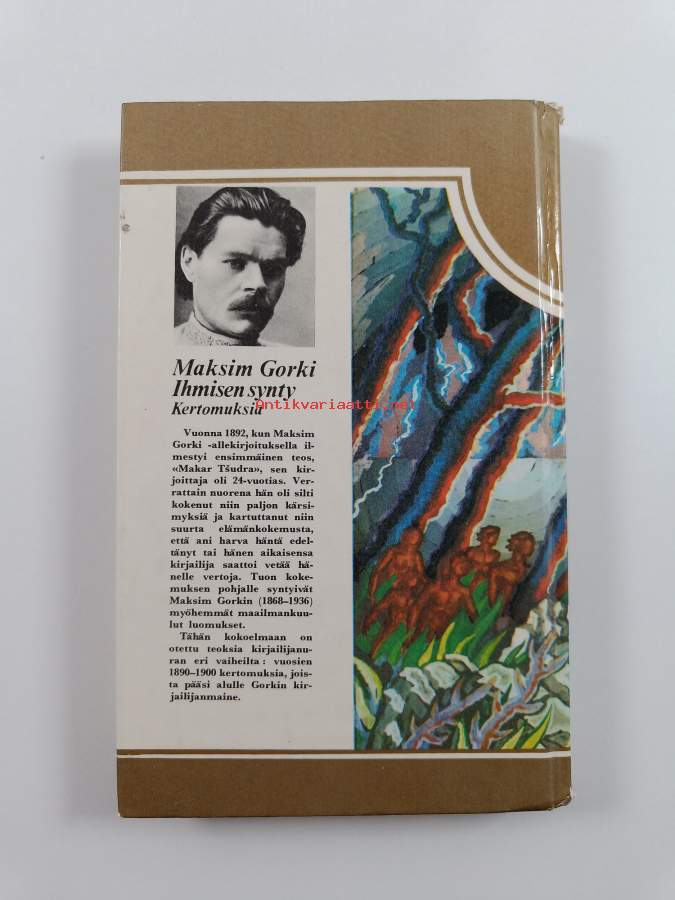 Maksim Gorki
Ihmisen synty
Kertomuksia
Antikvariaatti.net
Vuonna 1892, kun Maksim
Gorki -allekirjoituksella il-
mestyi ensimmäinen teos,
«Makar Tšudra», sen kir-
joittaja oli 24-vuotias. Ver-
rattain nuorena hän oli silti
kokenut niin paljon kärsi-
myksiä ja kartuttanut niin
suurta elämänkokemusta,
että ani harva häntä edel-
tänyt tai hänen aikaisensa
kirjailija saattoi vetää hä-
nelle vertoja. Tuon koke-
muksen pohjalle syntyivät
Maksim Gorkin (1868–1936)
myöhemmät maailmankuu-
lut luomukset.
Tähän kokoelmaan on
otettu teoksia kirjailijanu-
ran eri vaiheilta: vuosien
1890–1900 kertomuksia, jois-
ta pääsi alulle Gorkin kir-
jailijanmaine.